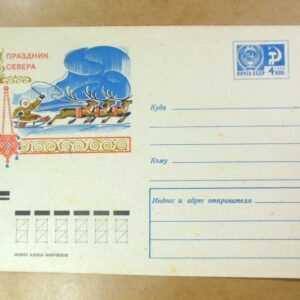 ПРАЗДНИК
СЕВЕРА
ПОЧТА СССР
4 КОП
Куда
Кому
Индекс и адрес отправителя